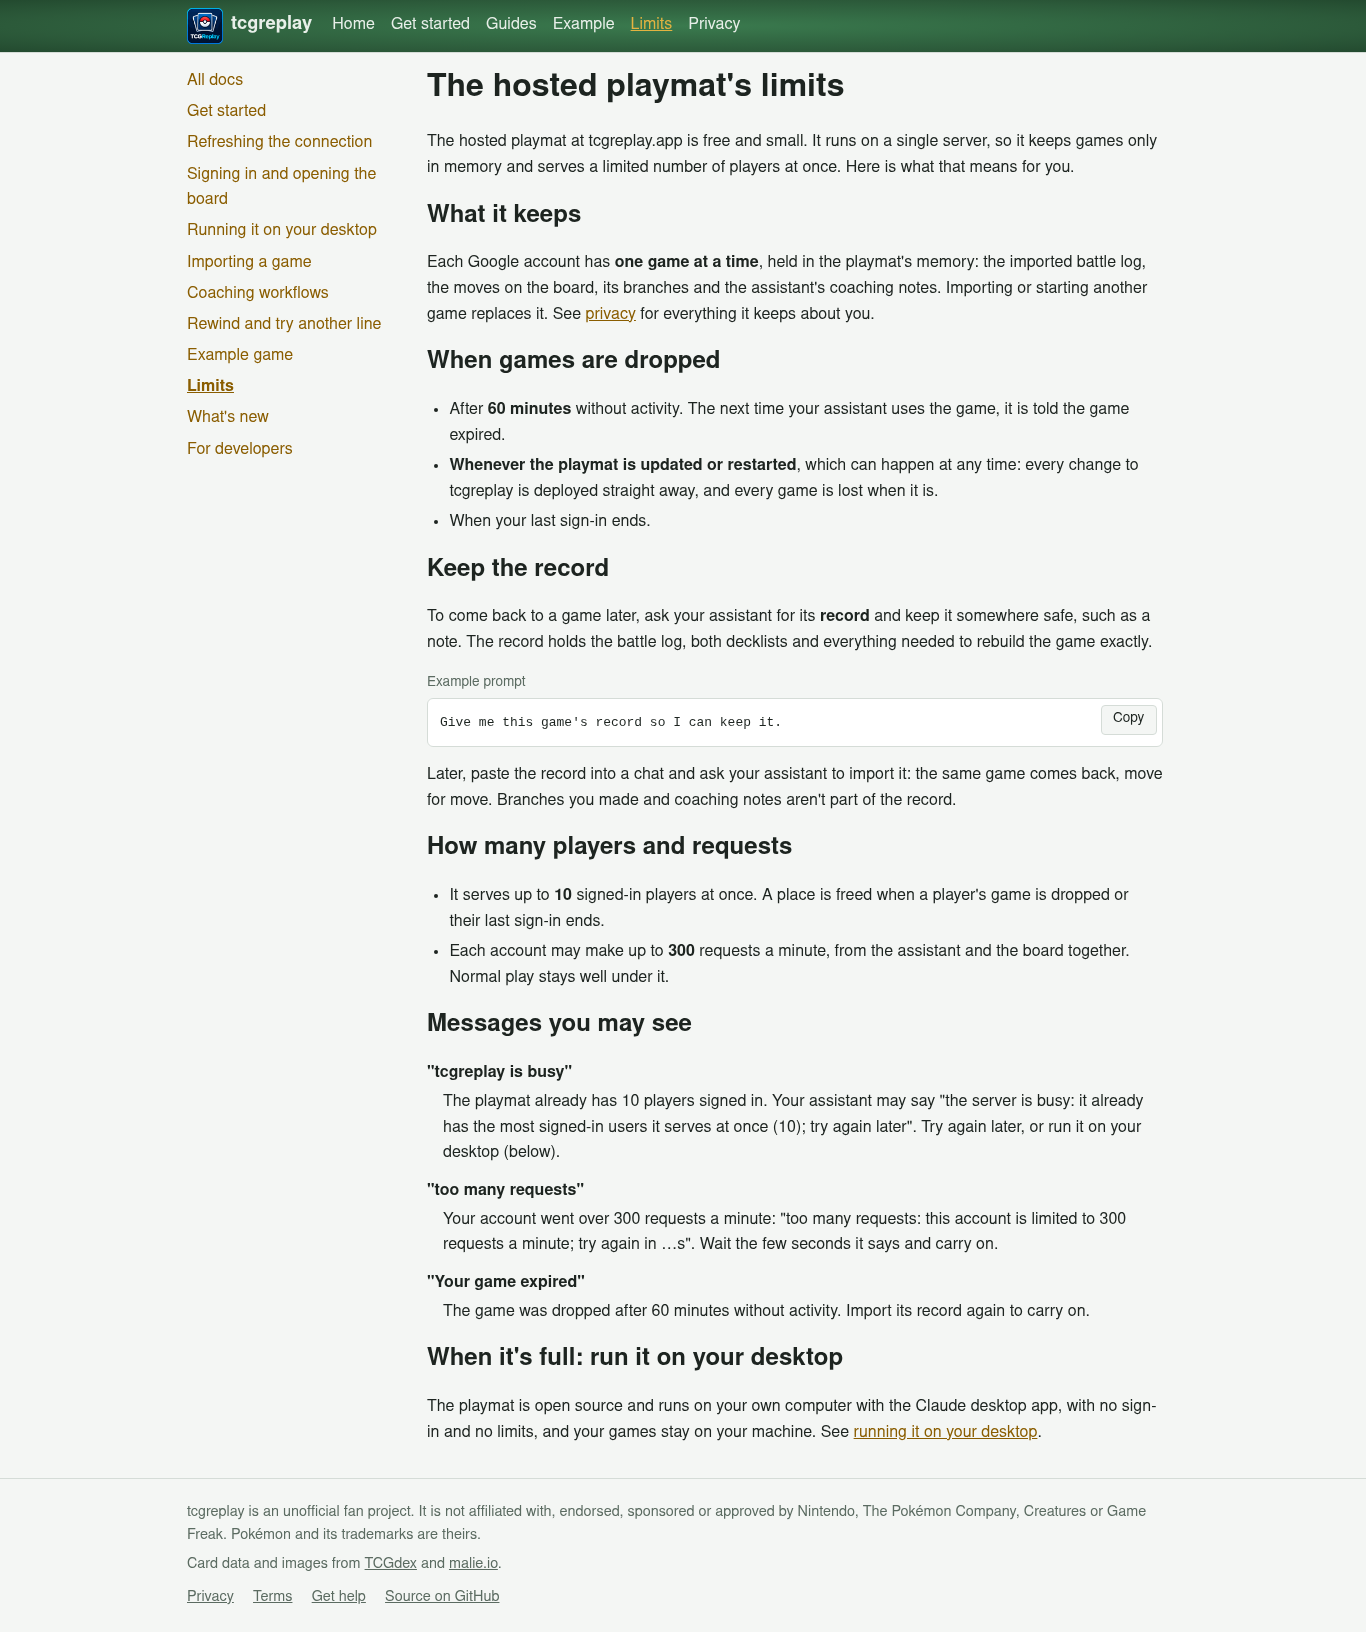 TCGReplay
tcgreplay
Home
Get started
Guides
Example
Limits
Privacy
All docs
Get started
Refreshing the connection
Signing in and opening the
board
Running it on your desktop
Importing a game
Coaching workflows
Rewind and try another line
Example game
Limits
What's new
For developers
The hosted playmat's limits
The hosted playmat at tcgreplay.app is free and small. It runs on a single server, so it keeps games only
in memory and serves a limited number of players at once. Here is what that means for you.
What it keeps
Each Google account has one game at a time, held in the playmat's memory: the imported battle log,
the moves on the board, its branches and the assistant's coaching notes. Importing or starting another
game replaces it. See privacy for everything it keeps about you.
When games are dropped
• After 60 minutes without activity. The next time your assistant uses the game, it is told the game
expired.
• Whenever the playmat is updated or restarted, which can happen at any time: every change to
tcgreplay is deployed straight away, and every game is lost when it is.
• When your last sign-in ends.
Keep the record
To come back to a game later, ask your assistant for its record and keep it somewhere safe, such as a
note. The record holds the battle log, both decklists and everything needed to rebuild the game exactly.
Example prompt
Give me this game's record so I can keep it.
Copy
Later, paste the record into a chat and ask your assistant to import it: the same game comes back, move
for move. Branches you made and coaching notes aren't part of the record.
How many players and requests
• It serves up to 10 signed-in players at once. A place is freed when a player's game is dropped or
their last sign-in ends.
• Each account may make up to 300 requests a minute, from the assistant and the board together.
Normal play stays well under it.
Messages you may see
"tcgreplay is busy"
The playmat already has 10 players signed in. Your assistant may say "the server is busy: it already
has the most signed-in users it serves at once (10); try again later". Try again later, or run it on your
desktop (below).
"too many requests"
Your account went over 300 requests a minute: "too many requests: this account is limited to 300
requests a minute; try again in …s". Wait the few seconds it says and carry on.
"Your game expired"
The game was dropped after 60 minutes without activity. Import its record again to carry on.
When it's full: run it on your desktop
The playmat is open source and runs on your own computer with the Claude desktop app, with no sign-
in and no limits, and your games stay on your machine. See running it on your desktop.
tcgreplay is an unofficial fan project. It is not affiliated with, endorsed, sponsored or approved by Nintendo, The Pokémon Company, Creatures or Game
Freak. Pokémon and its trademarks are theirs.
Card data and images from TCGdex and malie.io.
Privacy
Terms
Get help
Source on GitHub